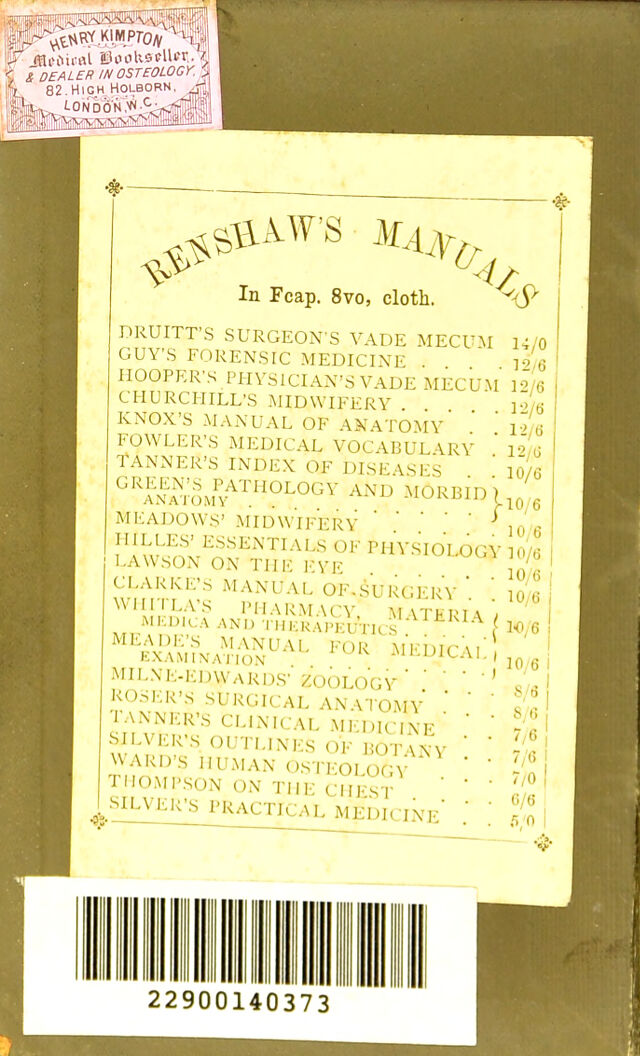 HENRY KIMPTON
Medical Bookseller,
& DEALER IN OSTEOLOGY.
82. HIGH HOLBORN,
LONDON, W.C.
RENSHAW'S MANUALS
In Fcap. 8vo, cloth.
DRUITT'S SURGEON'S VADE MECUM 14/0
GUY'S FORENSIC MEDICINE . . . . 12/6
HOOPER'S PHYSICIAN'S VADE MECUM 12/6
CHURCHILL'S MIDWIFERY . . . . . 12/6
KNOX'S MANUAL OF ANATOMY . . 12/6
FOWLER'S MEDICAL VOCABULARY . 12/6
TANNER'S INDEX OF DISEASES . . 10/6
GREEN'S PATHOLOGY AND MORBID
ANATOMY . . . . . . . . . . } 10/6
MEADOWS' MIDWIFERY . . . . . 10/6
HILLES' ESSENTIALS OF PHYSIOLOGY 10/6
LAWSON ON THE EYE . . . . . . 10/6
CLARKE'S MANUAL OF SURGERY . . 10/6
WHITLA'S PHARMACY, MATERIA
MEDICA AND THERAPEUTICS . . . . . } 10/6
MEADE'S MANUAL FOR MEDICAL
EXAMINATION . . . . . . . . } 10/6
MILNE-EDWARDS' ZOOLOGY . . . . 8/6
ROSER'S SURGICAL ANATOMY . . . 8/6
TANNER'S CLINICAL MEDICINE . . 7/6
SILVER'S OUTLINES OF BOTANY . . 7/6
WARD'S HUMAN OSTEOLOGY . . . 7/0
THOMPSON ON THE CHEST . . . . 6/6
SILVER'S PRACTICAL MEDICINE . . 5/0
22900140373